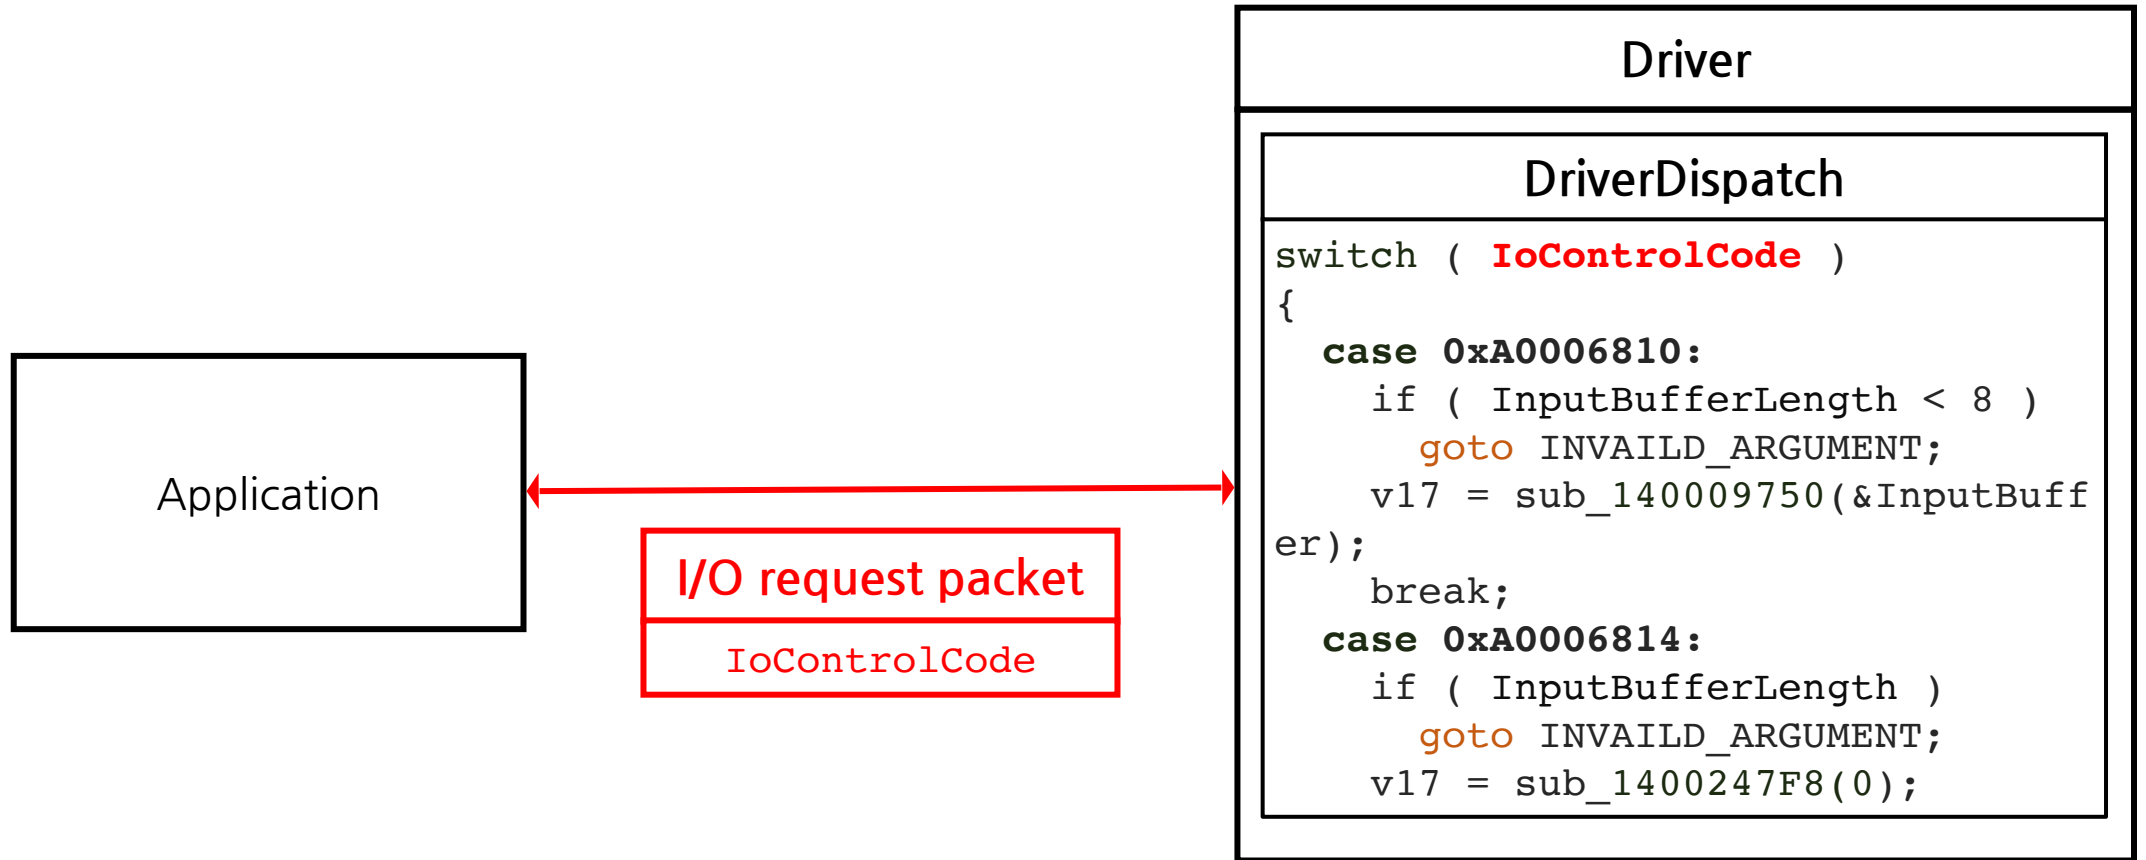 Driver
DriverDispatch
switch ( IoControlCode )
{
  case 0xA0006810:
    if ( InputBufferLength < 8 )
      goto INVAILD_ARGUMENT;
    v17 = sub_140009750(&InputBuff
er);
    break;
  case 0xA0006814:
    if ( InputBufferLength )
      goto INVAILD_ARGUMENT;
    v17 = sub_1400247F8(0);
Application
I/O request packet
IoControlCode